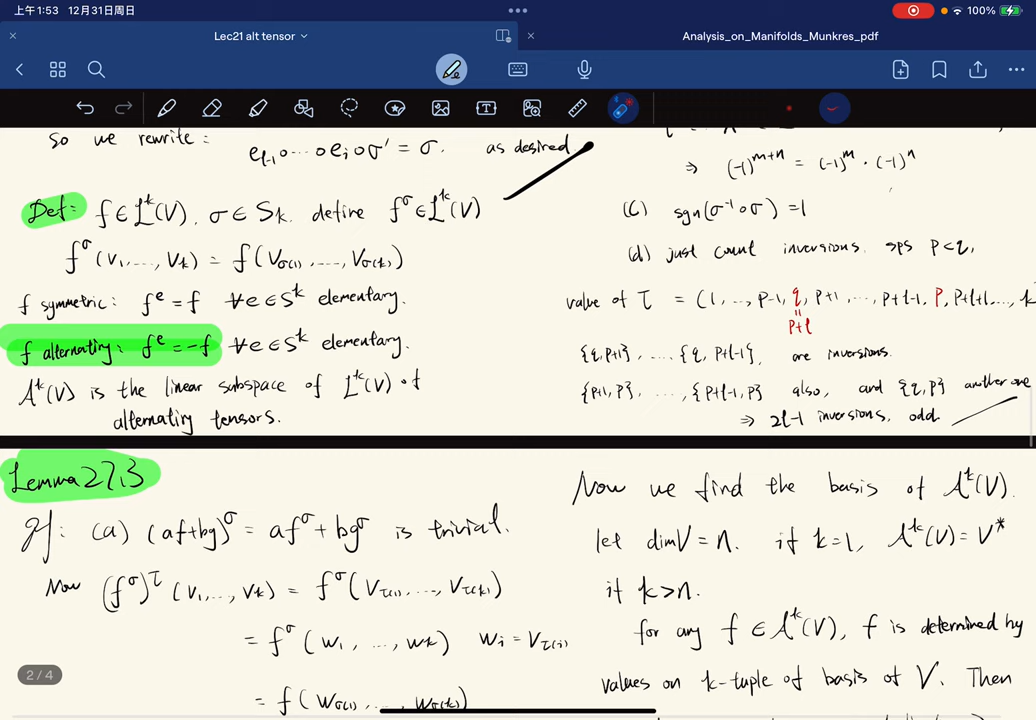 上午1:53 12月31日周日
100%
Lec21 alt tensor
Analysis_on_Manifolds_Munkres_pdf
So we rewrite :
e_{l-1} ∘ ··· ∘ e_i ∘ σ' = σ. as desired
Def: f ∈ L^k(V), σ ∈ S_k. define f^σ ∈ L^k(V)
f^σ (v_1, ..., v_k) = f(v_{σ(1)}, ..., v_{σ(k)})
f symmetric: f^e = f ∀e ∈ S^k elementary.
f alternating: f^e = -f ∀e ∈ S^k elementary.
A^k(V) is the linear subspace of L^k(V) of
alternating tensors.
⇒ (-1)^{m+n} = (-1)^m · (-1)^n
(C) sgn(σ^{-1} ∘ σ) = 1
(d) just count inversions. sps p < q,
value of τ = (1, .., p-1, q, p+1, ..., p+l-1, p, p+l+1, ..., k
q = p+l
{q, p+1}, .... {q, p+l-1}, are inversions.
{p+1, p}, ...., {p+l-1, p} also, and {q, p} another one
⇒ 2l-1 inversions, odd
Lemma 27.3
pf: (a) (af+bg)^σ = af^σ + bg^σ is trivial.
Now (f^σ)^τ (v_1, ..., v_k) = f^σ (v_{τ(1)}, ..., v_{τ(k)})
= f^σ (w_1, ..., w_k) w_i = v_{τ(i)}
= f(w_{σ(1)}, ..., w_{σ(k)})
2/4
Now we find the basis of A^k(V).
let dim V = n. if k=1, A^k(V) = V*
if k > n.
for any f ∈ A^k(V), f is determined by
values on k-tuple of basis of V. Then